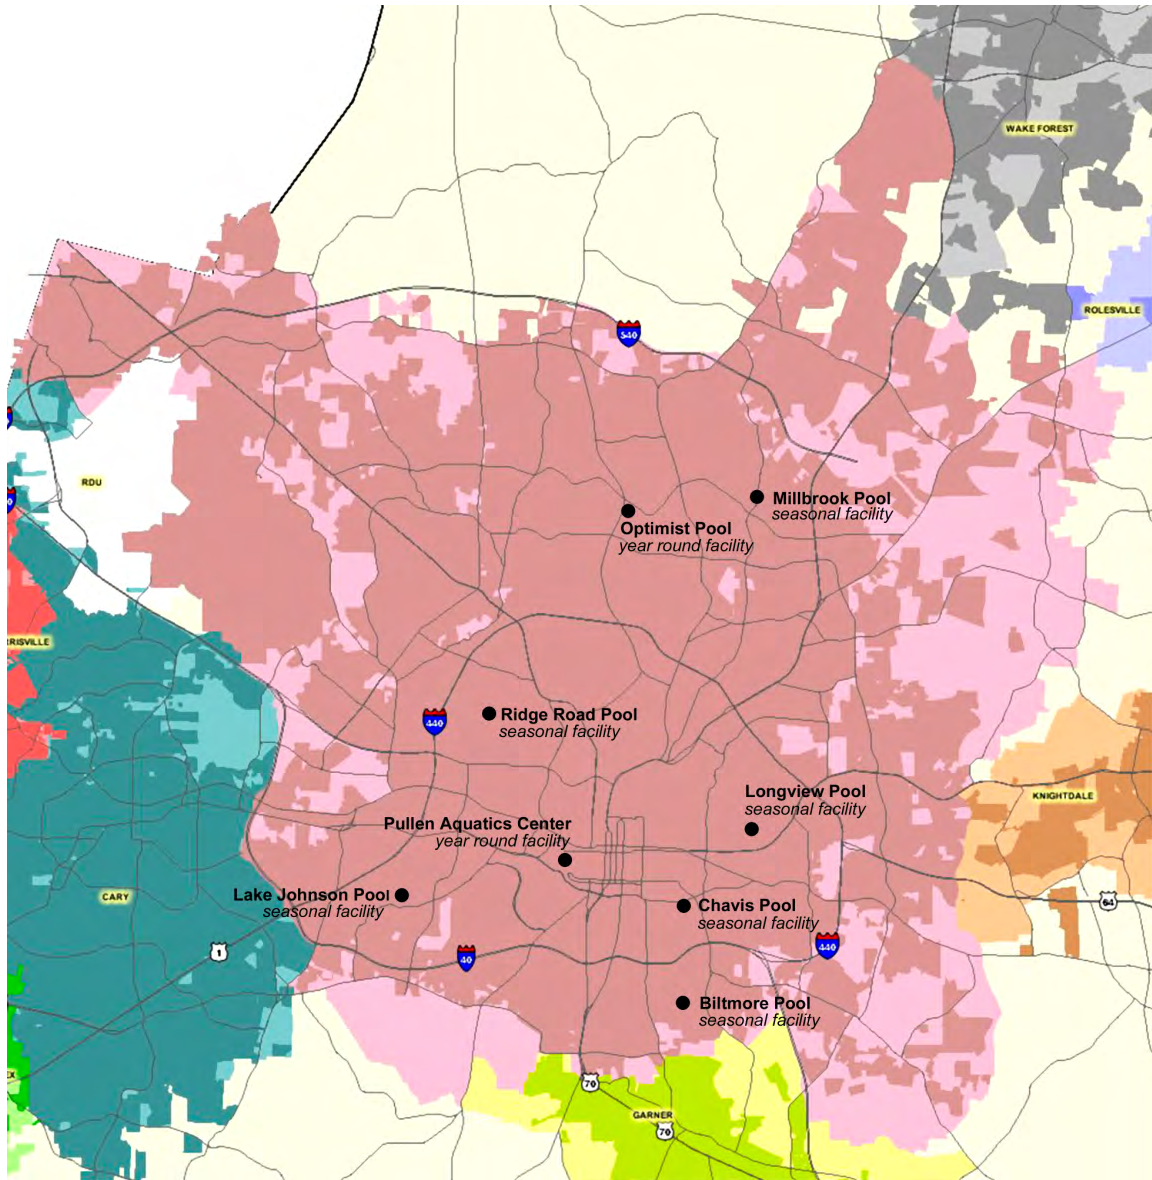 WAKE FOREST
ROLESVILLE
540
RDU
Millbrook Pool
seasonal facility
Optimist Pool
year round facility
RRISVILLE
440
Ridge Road Pool
seasonal facility
Longview Pool
seasonal facility
KNIGHTDALE
Pullen Aquatics Center
year round facility
CARY
Lake Johnson Pool
seasonal facility
Chavis Pool
seasonal facility
64
1
40
440
Biltmore Pool
seasonal facility
EX
70
GARNER
70